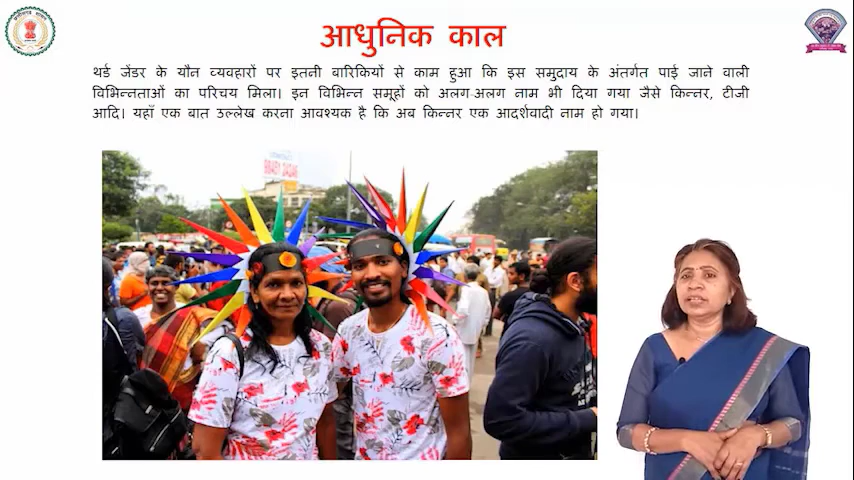 आधुनिक काल
थर्ड जेंडर के यौन व्यवहारों पर इतनी बारिकियों से काम हुआ कि इस समुदाय के अंतर्गत पाई जाने वाली
विभिन्नताओं का परिचय मिला। इन विभिन्न समूहों को अलग-अलग नाम भी दिया गया जैसे किन्नर, टीजी
आदि। यहाँ एक बात उल्लेख करना आवश्यक है कि अब किन्नर एक आदर्शवादी नाम हो गया।